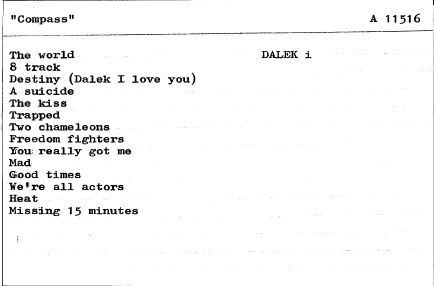 "Compass" A 11516
The world DALEK i
8 track
Destiny (Dalek I love you)
A suicide
The kiss
Trapped
Two chameleons
Freedom fighters
You really got me
Mad
Good times
We're all actors
Heat
Missing 15 minutes